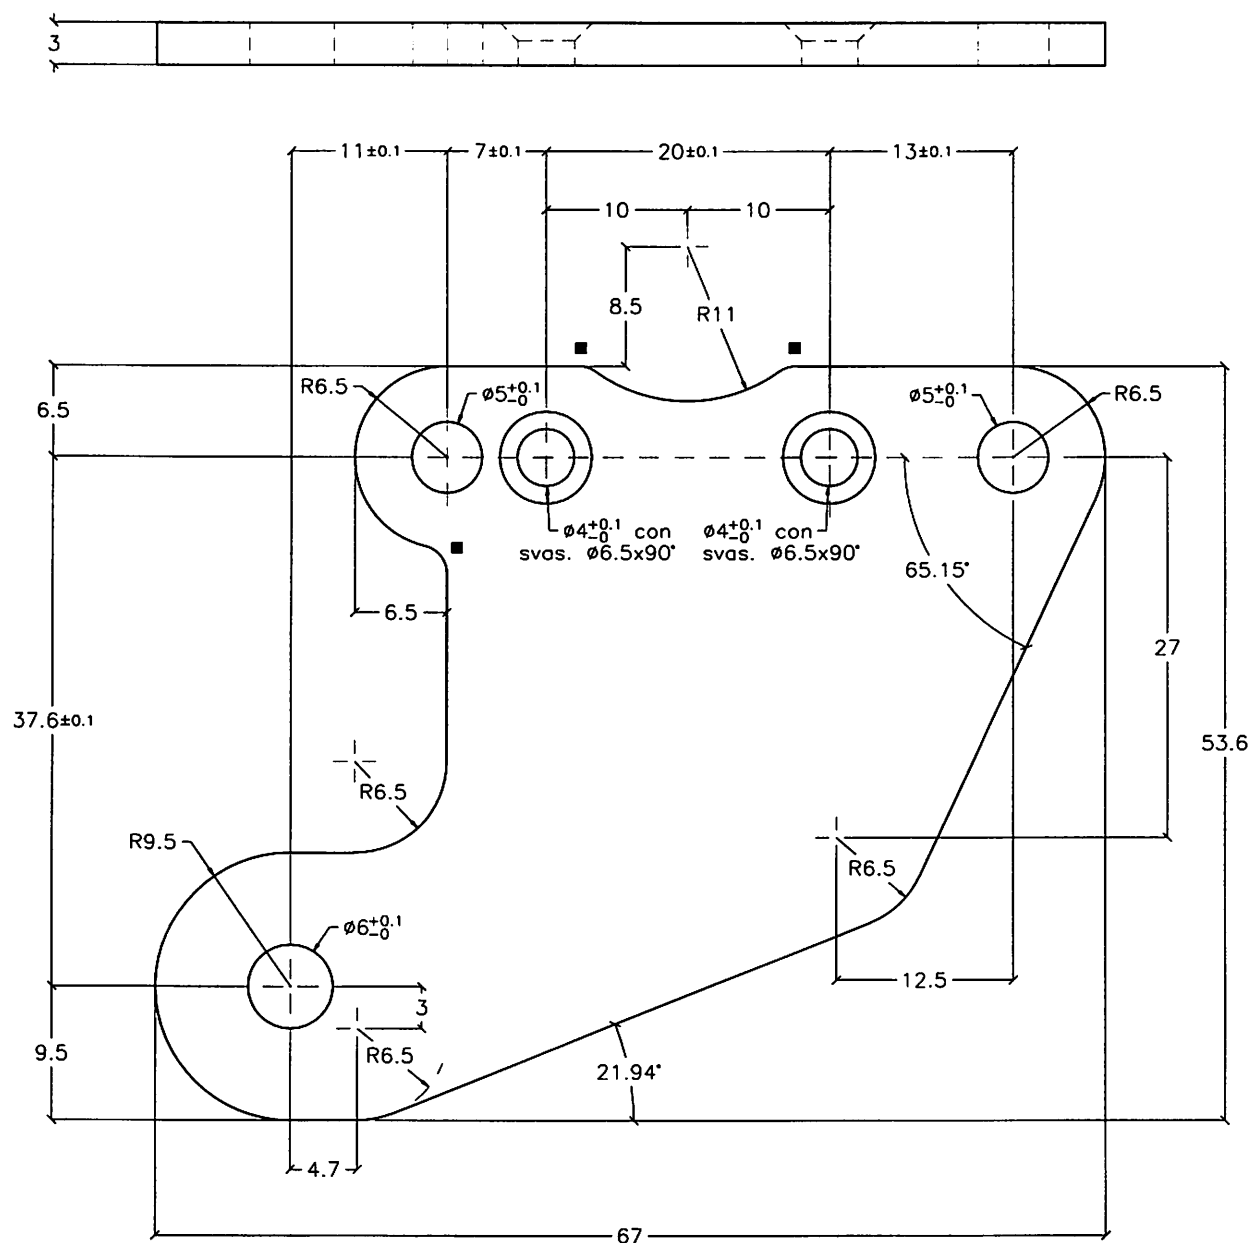 3
11±0.1
7±0.1
20±0.1
13±0.1
10
10
8.5
R11
R6.5
ø5+0.1 -0
ø5+0.1 -0
R6.5
6.5
ø4+0.1 -0 con
svas. ø6.5x90°
ø4+0.1 -0 con
svas. ø6.5x90°
65.15°
6.5
27
37.6±0.1
53.6
R6.5
R9.5
R6.5
ø6+0.1 -0
12.5
3
9.5
R6.5
21.94°
4.7
67